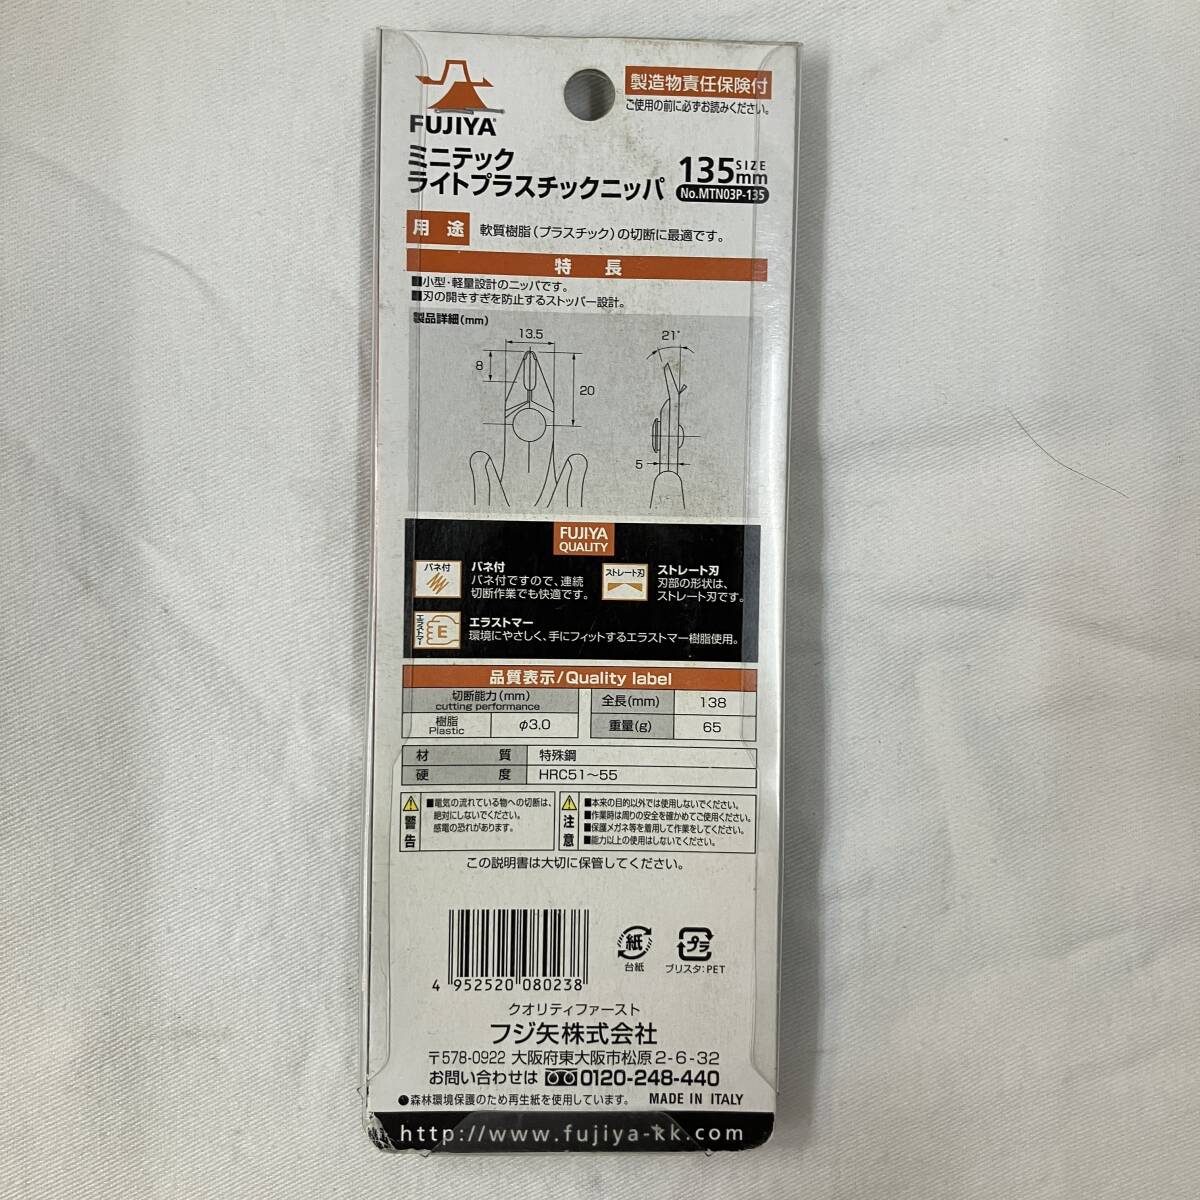 製造物責任保険付
ご使用の前に必ずお読みください。
FUJIYA
ミニテック
ライトプラスチックニッパ
135mm SIZE
No.MTN03P-135
用途 軟質樹脂(プラスチック)の切断に最適です。
特長
■小型・軽量設計のニッパです。
■刃の開きすぎを防止するストッパー設計。
製品詳細(mm)
13.5
21°
8
20
5
FUJIYA
QUALITY
バネ付
バネ付
バネ付ですので、連続
切断作業でも快適です。
ストレート刃
ストレート刃
刃部の形状は、
ストレート刃です。
エラストマー
E
エラストマー
環境にやさしく、手にフィットするエラストマー樹脂使用。
品質表示/Quality label
切断能力(mm)
cutting performance
樹脂
Plastic
φ3.0
全長(mm) 138
重量(g) 65
材質 特殊鋼
硬度 HRC51〜55
警告
■電気の流れている物への切断は、
絶対にしないでください。
感電の恐れがあります。
注意
■本来の目的以外では使用しないでください。
■作業時は周りの安全を確かめてご使用ください。
■保護メガネ等を着用して作業をしてください。
■能力以上の使用はしないでください。
この説明書は大切に保管してください。
4 952520 080238
紙
台紙
プラ
ブリスタ:PET
クオリティファースト
フジ矢株式会社
〒578-0922 大阪府東大阪市松原2-6-32
お問い合わせは 0120-248-440
●森林環境保護のため再生紙を使用しています。 MADE IN ITALY
http://www.fujiya-kk.com